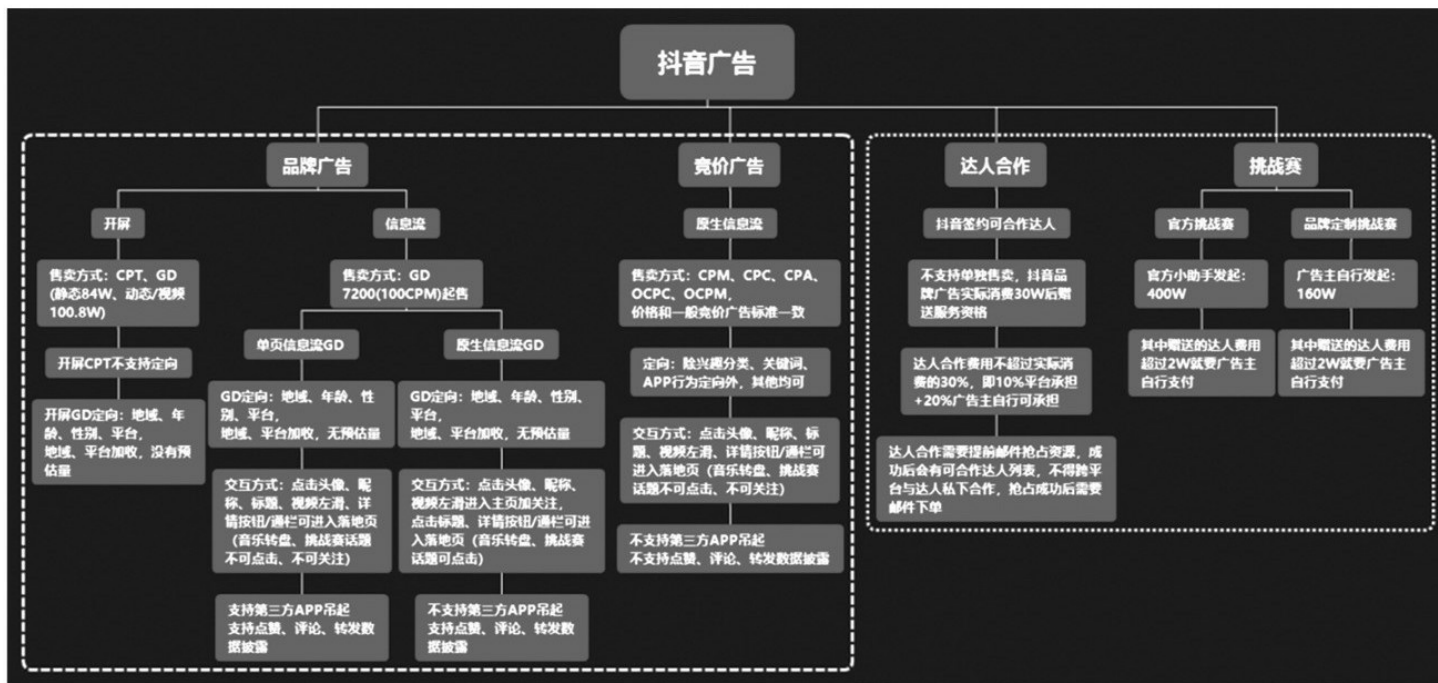 抖音广告
品牌广告
开屏
售卖方式：CPT、GD
(静态84W、动态/视频
100.8W)
开屏CPT不支持定向
开屏GD定向：地域、年
龄、性别、平台，
地域、平台加收，没有预
估量
信息流
售卖方式：GD
7200(100CPM)起售
单页信息流GD
GD定向：地域、年龄、性
别、平台，
地域、平台加收，无预估量
交互方式：点击头像、昵
称、标题、视频左滑、详
情按钮/通栏可进入落地页
（音乐转盘、挑战赛话题
不可点击、不可关注）
支持第三方APP吊起
支持点赞、评论、转发数
据披露
原生信息流GD
GD定向：地域、年龄、性别、
平台，
地域、平台加收，无预估量
交互方式：点击头像、昵称、
视频左滑进入主页加关注，
点击标题、详情按钮/通栏可进
入落地页（音乐转盘、挑战赛
话题可点击）
不支持第三方APP吊起
支持点赞、评论、转发数
据披露
竞价广告
原生信息流
售卖方式：CPM、CPC、CPA、
OCPC、OCPM，
价格和一般竞价广告标准一致
定向：除兴趣分类、关键词、
APP行为定向外，其他均可
交互方式：点击头像、昵称、标
题、视频左滑、详情按钮/通栏可
进入落地页（音乐转盘、挑战赛
话题不可点击、不可关注）
不支持第三方APP吊起
不支持点赞、评论、转发数据披露
达人合作
抖音签约可合作达人
不支持单独售卖，抖音品
牌广告实际消费30W后赠
送服务资格
达人合作费用不超过实际消
费的30%，即10%平台承担
+20%广告主自行可承担
达人合作需要提前邮件抢占资源，成
功后会有可合作达人列表，不得跨平
台与达人私下合作，抢占成功后需要
邮件下单
挑战赛
官方挑战赛
官方小助手发起：
400W
其中赠送的达人费用
超过2W就要广告主
自行支付
品牌定制挑战赛
广告主自行发起：
160W
其中赠送的达人费用
超过2W就要广告主
自行支付